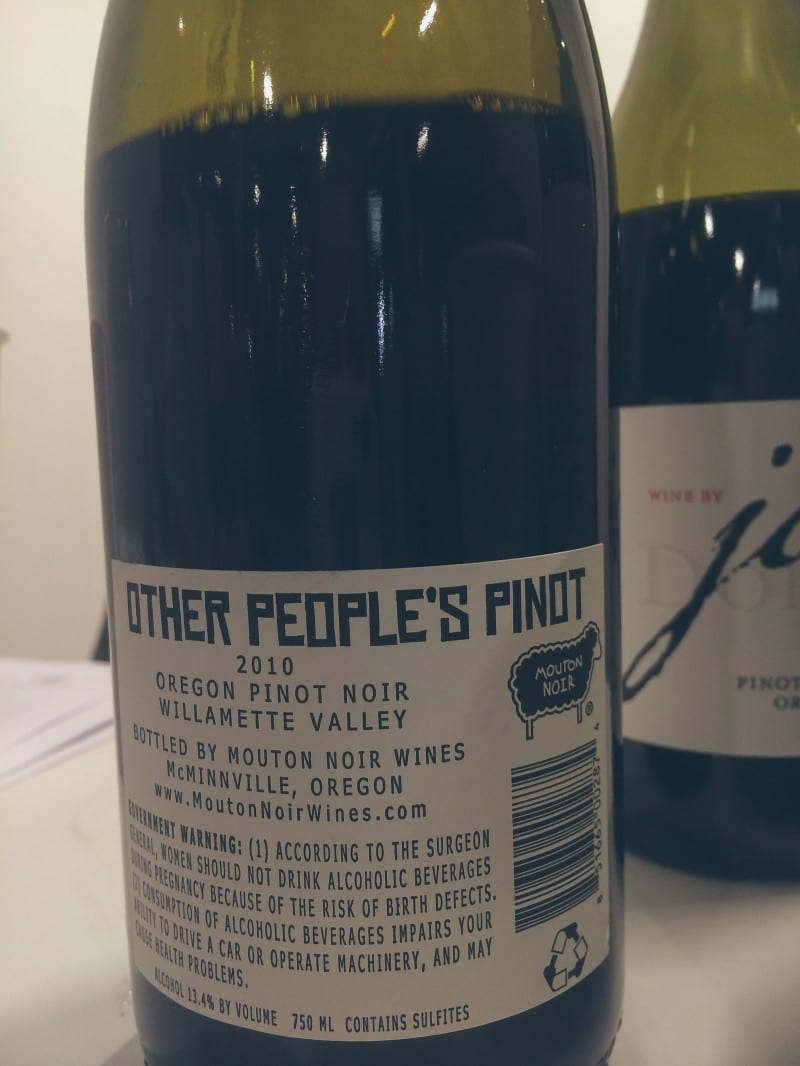 OTHER PEOPLE'S PINOT
2010
OREGON PINOT NOIR
WILLAMETTE VALLEY
BOTTLED BY MOUTON NOIR WINES
McMINNVILLE, OREGON
www.MoutonNoirWines.com
GOVERNMENT WARNING: (1) ACCORDING TO THE SURGEON
GENERAL, WOMEN SHOULD NOT DRINK ALCOHOLIC BEVERAGES
DURING PREGNANCY BECAUSE OF THE RISK OF BIRTH DEFECTS.
(2) CONSUMPTION OF ALCOHOLIC BEVERAGES IMPAIRS YOUR
ABILITY TO DRIVE A CAR OR OPERATE MACHINERY, AND MAY
CAUSE HEALTH PROBLEMS.
ALCOHOL 13.4% BY VOLUME 750 ML CONTAINS SULFITES
MOUTON
NOIR
®
WINE BY
PINOT